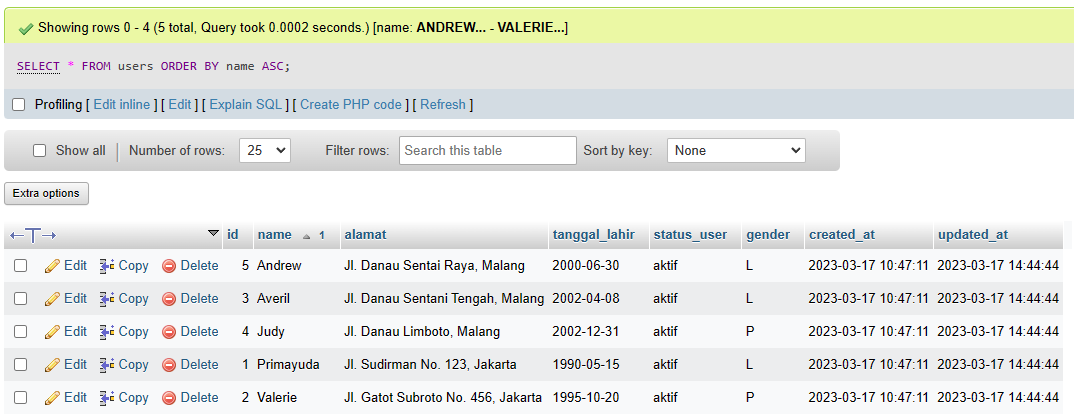 Showing rows 0 - 4 (5 total, Query took 0.0002 seconds.) [name: ANDREW... - VALERIE...]
SELECT * FROM users ORDER BY name ASC;
Profiling [ Edit inline ] [ Edit ] [ Explain SQL ] [ Create PHP code ] [ Refresh ]
Show all Number of rows: 25 Filter rows: Search this table Sort by key: None
Extra options
id name 1 alamat tanggal_lahir status_user gender created_at updated_at
Edit Copy Delete 5 Andrew Jl. Danau Sentai Raya, Malang 2000-06-30 aktif L 2023-03-17 10:47:11 2023-03-17 14:44:44
Edit Copy Delete 3 Averil Jl. Danau Sentani Tengah, Malang 2002-04-08 aktif L 2023-03-17 10:47:11 2023-03-17 14:44:44
Edit Copy Delete 4 Judy Jl. Danau Limboto, Malang 2002-12-31 aktif P 2023-03-17 10:47:11 2023-03-17 14:44:44
Edit Copy Delete 1 Primayuda Jl. Sudirman No. 123, Jakarta 1990-05-15 aktif L 2023-03-17 10:47:11 2023-03-17 14:44:44
Edit Copy Delete 2 Valerie Jl. Gatot Subroto No. 456, Jakarta 1995-10-20 aktif P 2023-03-17 10:47:11 2023-03-17 14:44:44